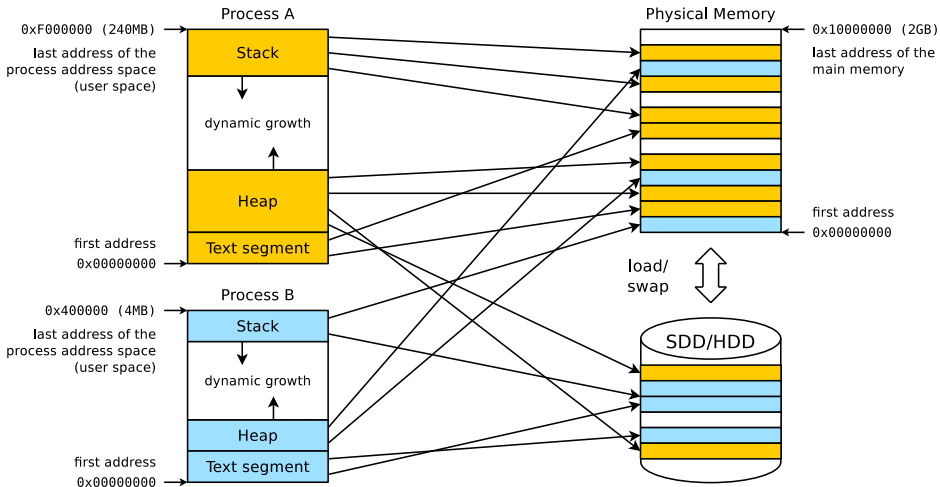 Process A
0xF000000 (240MB)
last address of the
process address space
(user space)
Stack
dynamic growth
Heap
Text segment
first address
0x00000000
Process B
0x400000 (4MB)
last address of the
process address space
(user space)
Stack
dynamic growth
Heap
Text segment
first address
0x00000000
Physical Memory
0x10000000 (2GB)
last address of the
main memory
first address
0x00000000
load/
swap
SDD/HDD